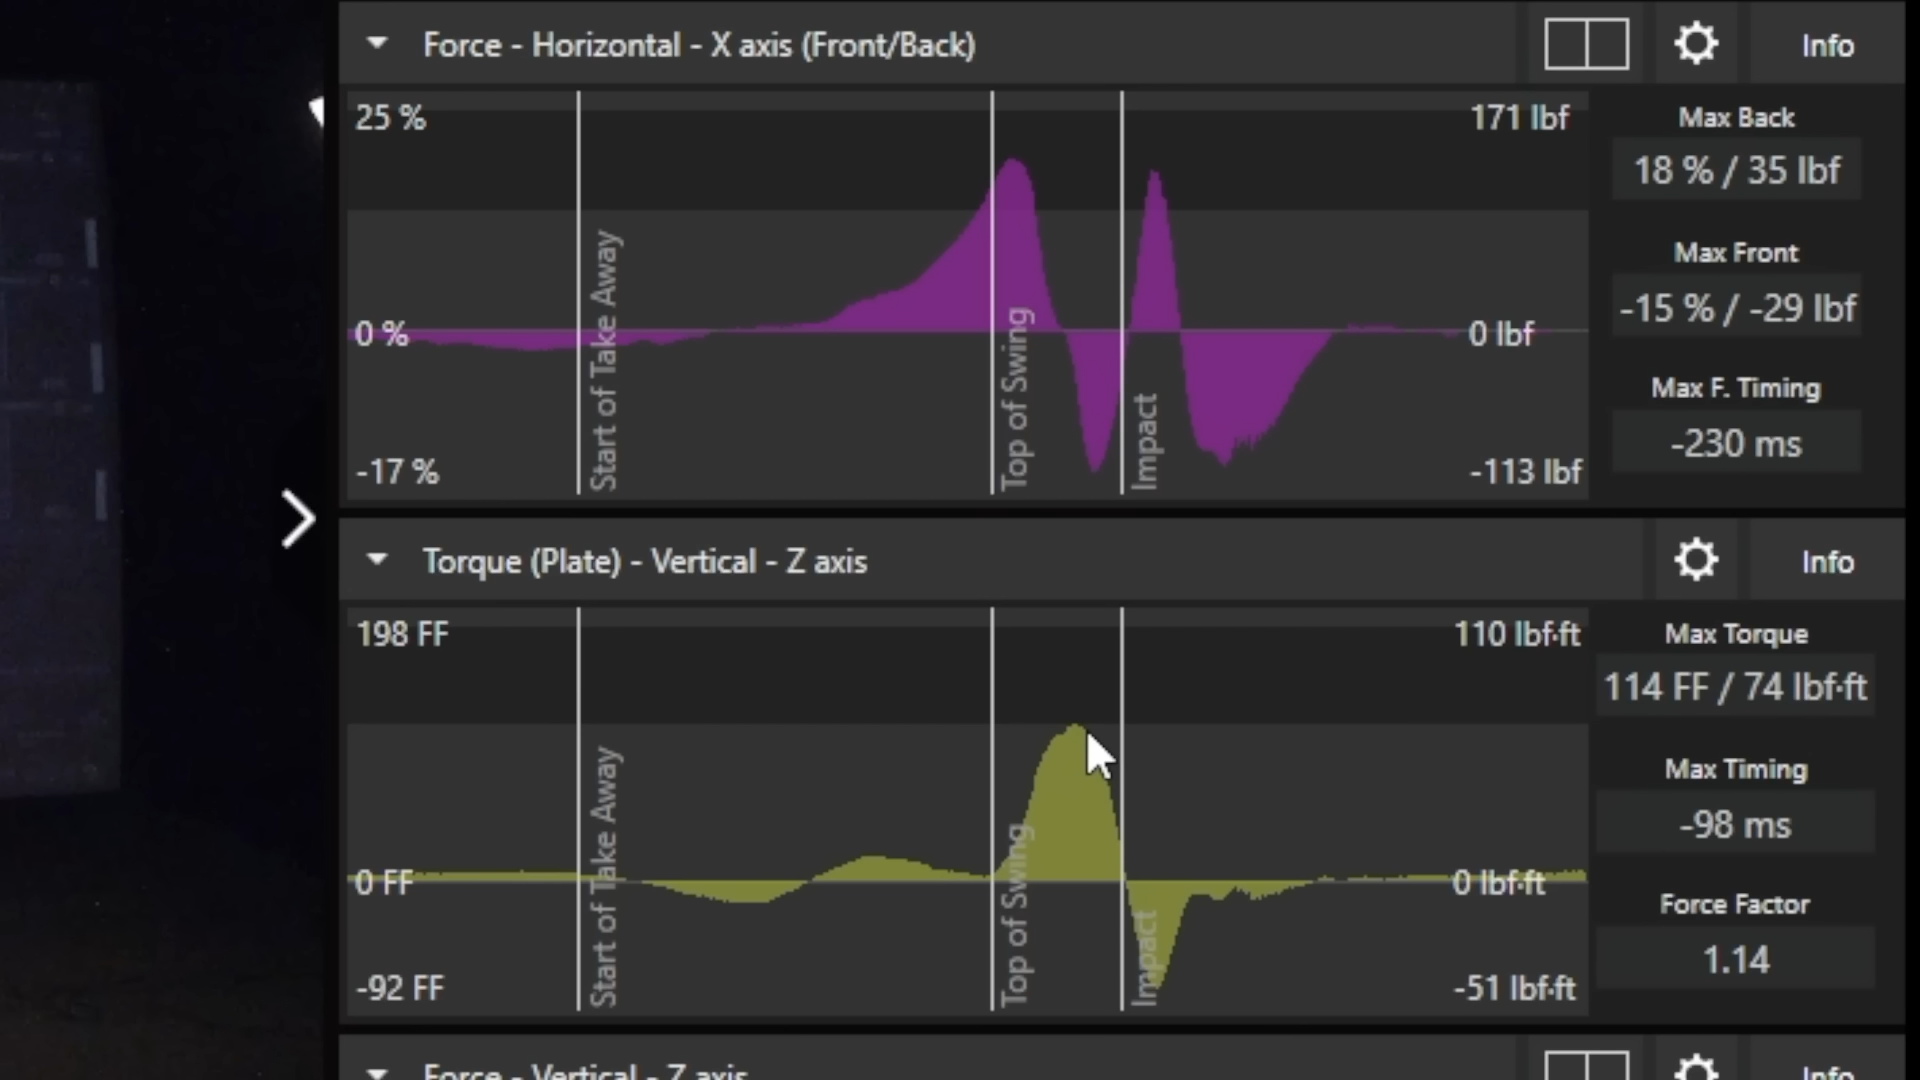 Force - Horizontal - X axis (Front/Back)
Info
25 %
171 lbf
Max Back
18 % / 35 lbf
Max Front
-15 % / -29 lbf
0 %
0 lbf
Max F. Timing
-230 ms
-17 %
-113 lbf
Start of Take Away
Top of Swing
Impact
Torque (Plate) - Vertical - Z axis
Info
198 FF
110 lbf·ft
Max Torque
114 FF / 74 lbf·ft
Max Timing
-98 ms
0 FF
0 lbf·ft
Force Factor
1.14
-92 FF
-51 lbf·ft
Start of Take Away
Top of Swing
Impact
Force - Vertical - Z axis
Info